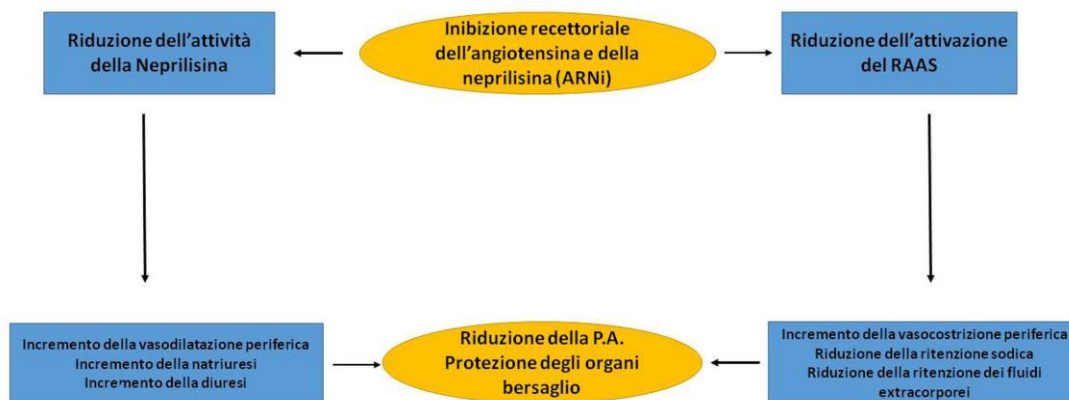 Riduzione dell'attività
della Neprilisina
Inibizione recettoriale
dell'angiotensina e della
neprilisina (ARNi)
Riduzione dell'attivazione
del RAAS
Incremento della vasodilatazione periferica
Incremento della natriuresi
Incremento della diuresi
Riduzione della P.A.
Protezione degli organi
bersaglio
Incremento della vasocostrizione periferica
Riduzione della ritenzione sodica
Riduzione della ritenzione dei fluidi
extracorporei